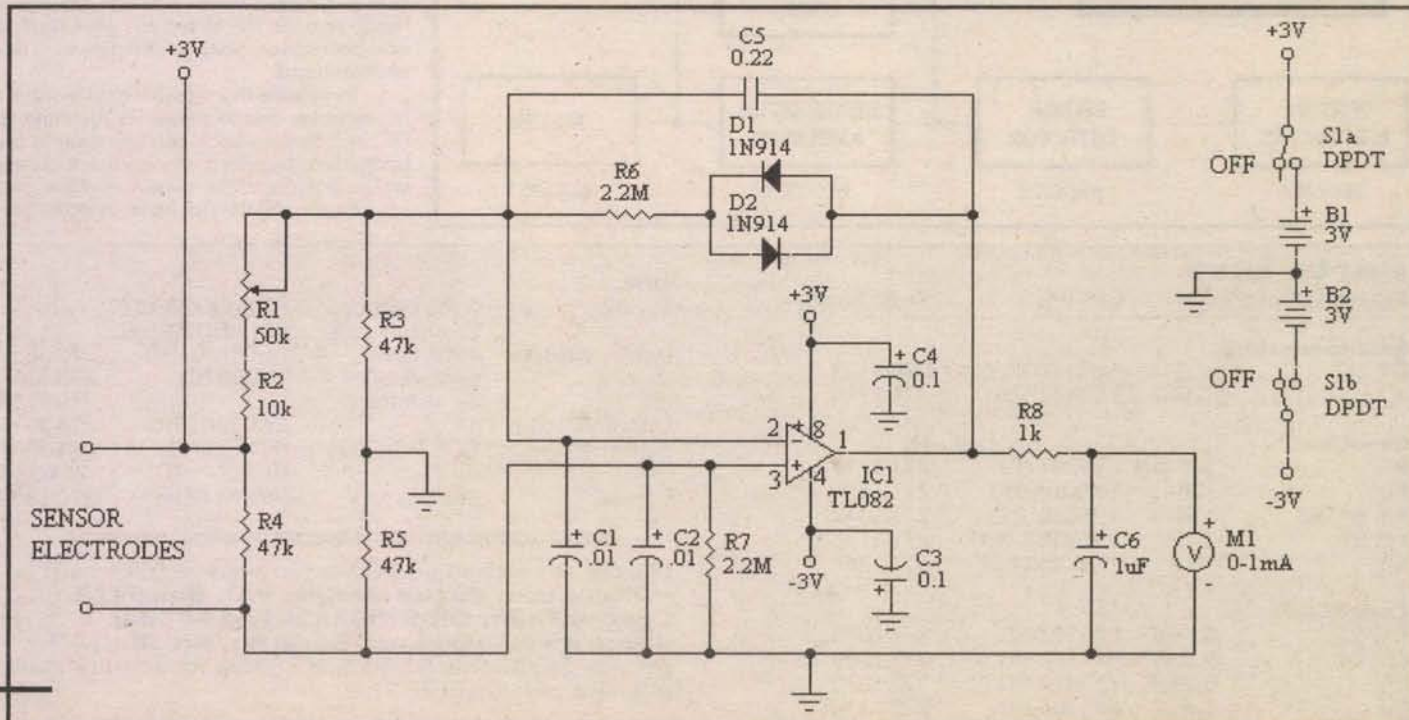 +3V
C5
0.22
D1
1N914
R6
2.2M
D2
1N914
R1
50k
R3
47k
R2
10k
+3V
C4
0.1
2
8
1
3
4
IC1
TL082
R8
1k
SENSOR
ELECTRODES
R4
47k
R5
47k
C1
.01
C2
.01
R7
2.2M
-3V
C3
0.1
C6
1uF
V
M1
0-1mA
+3V
S1a
DPDT
OFF
B1
3V
B2
3V
OFF
S1b
DPDT
-3V